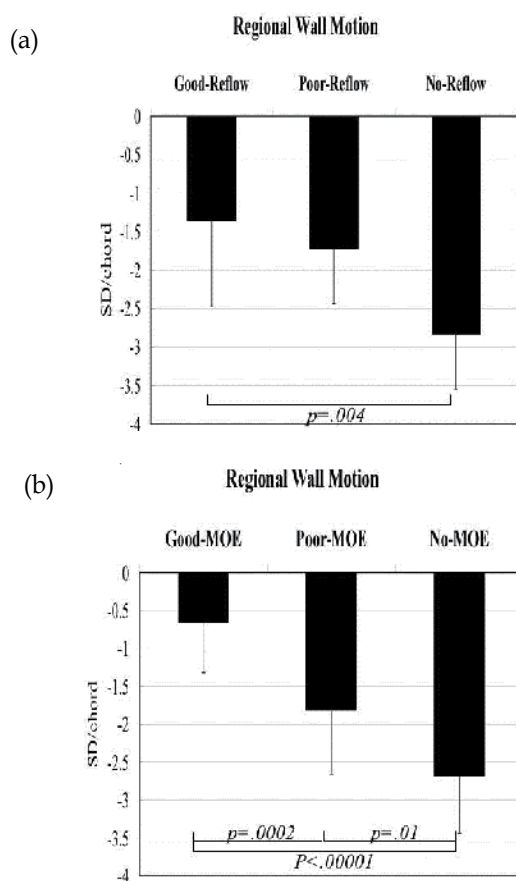 (a)
Regional Wall Motion
Good-Reflow Poor-Reflow No-Reflow
0
-0.5
-1
-1.5
-2
-2.5
-3
-3.5
-4
SD/chord
p=.004
(b)
Regional Wall Motion
Good-MOE Poor-MOE No-MOE
0
-0.5
-1
-1.5
-2
-2.5
-3
-3.5
-4
SD/chord
p=.0002 p=.01
P<.00001